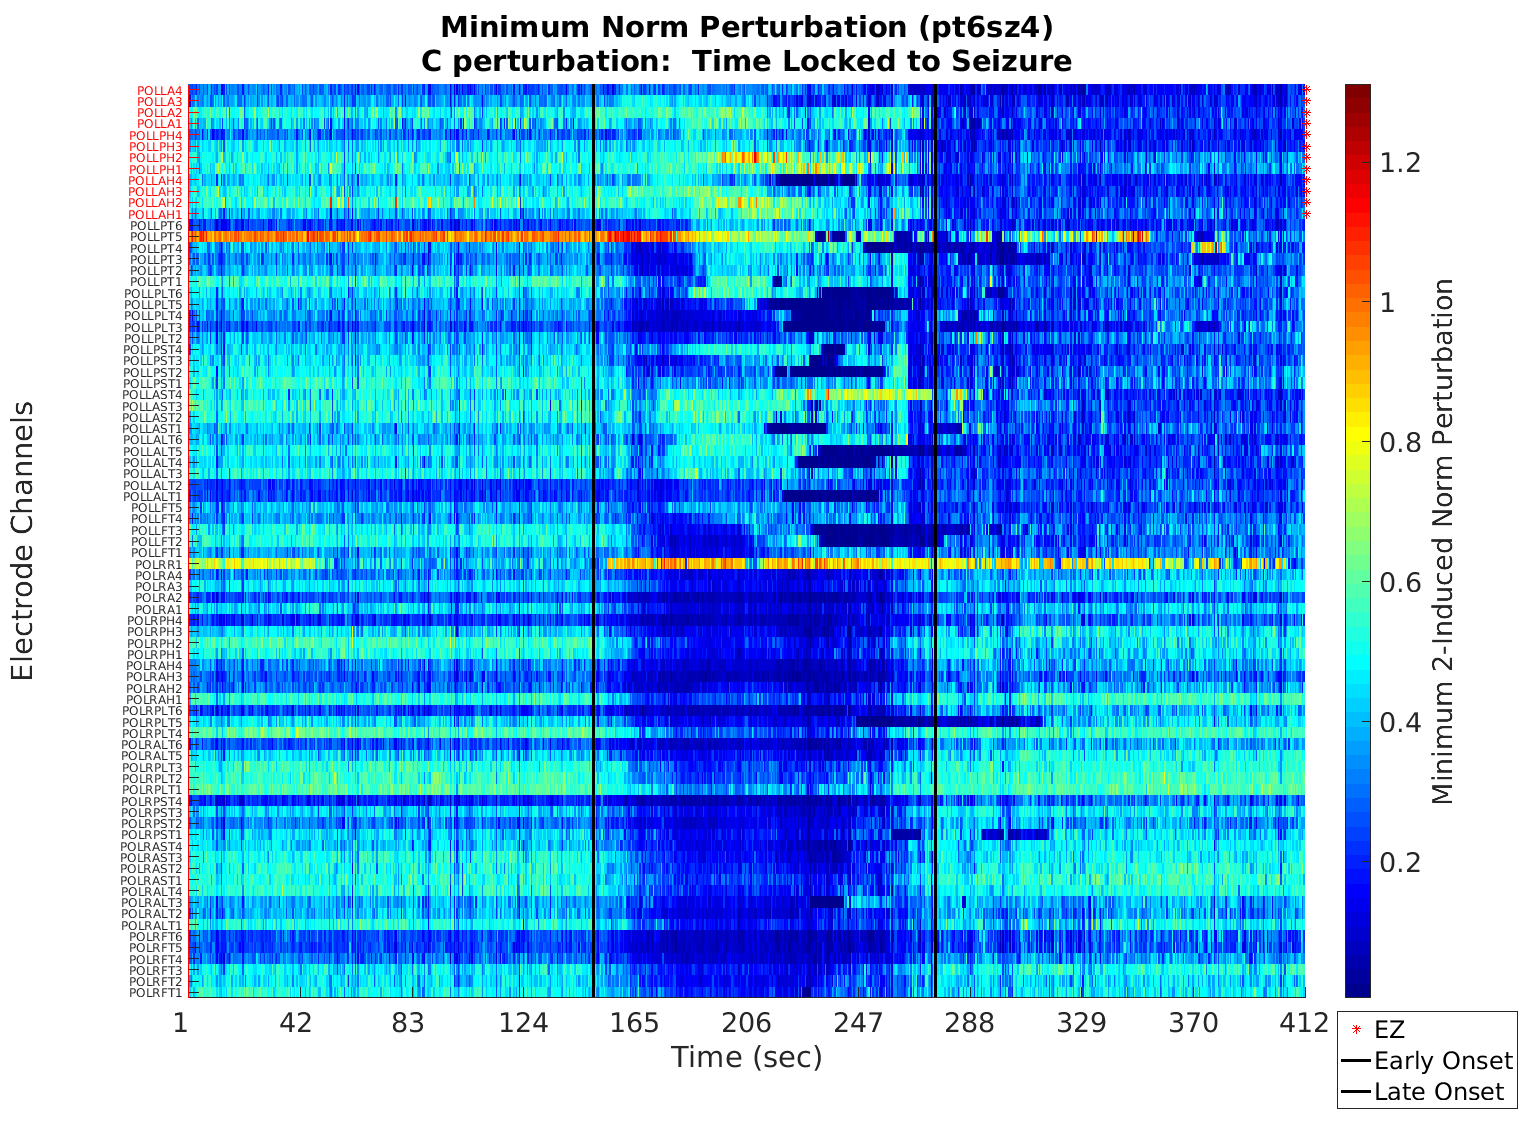 Minimum Norm Perturbation (pt6sz4)
C perturbation:  Time Locked to Seizure
Electrode Channels
POLLA4
POLLA3
POLLA2
POLLA1
POLLPH4
POLLPH3
POLLPH2
POLLPH1
POLLAH4
POLLAH3
POLLAH2
POLLAH1
POLLPT6
POLLPT5
POLLPT4
POLLPT3
POLLPT2
POLLPT1
POLLPLT6
POLLPLT5
POLLPLT4
POLLPLT3
POLLPLT2
POLLPST4
POLLPST3
POLLPST2
POLLPST1
POLLAST4
POLLAST3
POLLAST2
POLLAST1
POLLALT6
POLLALT5
POLLALT4
POLLALT3
POLLALT2
POLLALT1
POLLFT5
POLLFT4
POLLFT3
POLLFT2
POLLFT1
POLRR1
POLRA4
POLRA3
POLRA2
POLRA1
POLRPH4
POLRPH3
POLRPH2
POLRPH1
POLRAH4
POLRAH3
POLRAH2
POLRAH1
POLRPLT6
POLRPLT5
POLRPLT4
POLRALT6
POLRALT5
POLRPLT3
POLRPLT2
POLRPLT1
POLRPST4
POLRPST3
POLRPST2
POLRPST1
POLRAST4
POLRAST3
POLRAST2
POLRAST1
POLRALT4
POLRALT3
POLRALT2
POLRALT1
POLRFT6
POLRFT5
POLRFT4
POLRFT3
POLRFT2
POLRFT1
1 42 83 124 165 206 247 288 329 370 412
Time (sec)
1.2
1
0.8
0.6
0.4
0.2
Minimum 2-Induced Norm Perturbation
EZ
Early Onset
Late Onset